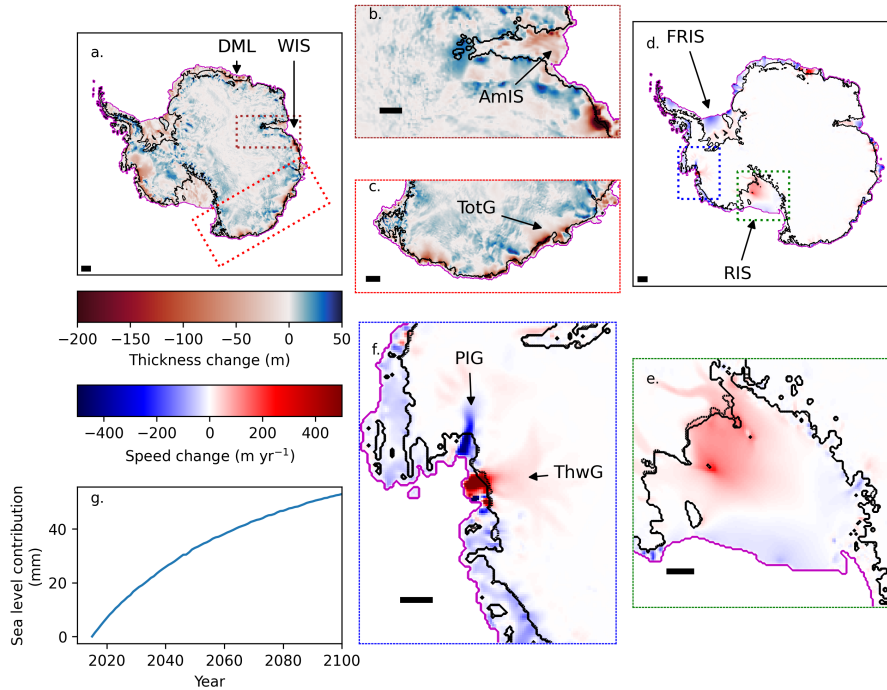 a.
DML
WIS
b.
AmIS
c.
TotG
d.
FRIS
RIS
−200 −150 −100 −50 0 50
Thickness change (m)
−400 −200 0 200 400
Speed change (m yr⁻¹)
e.
f.
PIG
ThwG
g.
Sea level contribution
(mm)
40
20
0
2020 2040 2060 2080 2100
Year